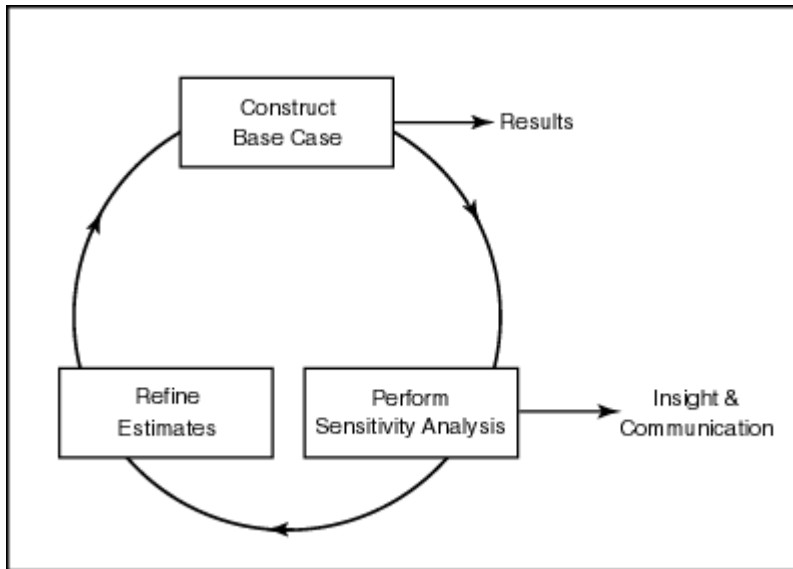 Construct
Base Case
Results
Refine
Estimates
Perform
Sensitivity Analysis
Insight &
Communication